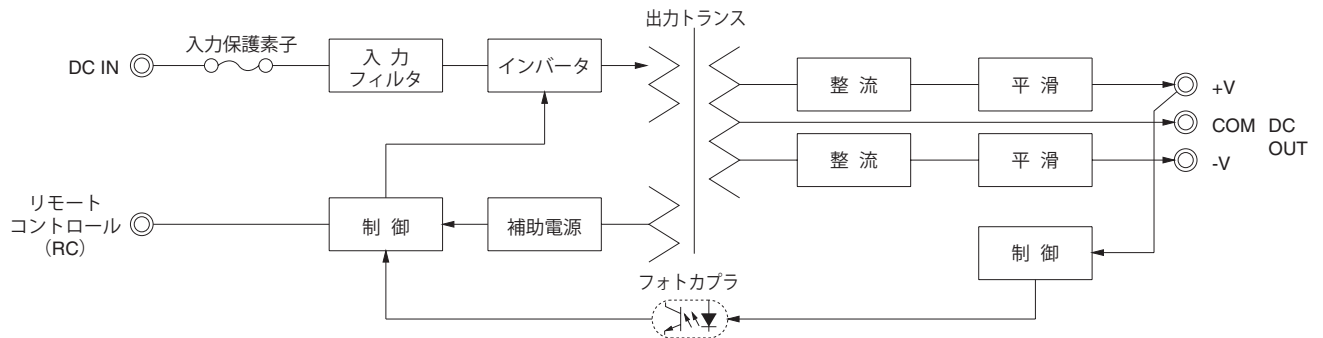 出力トランス
DC IN
入力保護素子
入 力
フィルタ
インバータ
整 流
平 滑
+V
COM
DC
OUT
整 流
平 滑
-V
リモート
コントロール
(RC)
制 御
補助電源
制 御
フォトカプラ